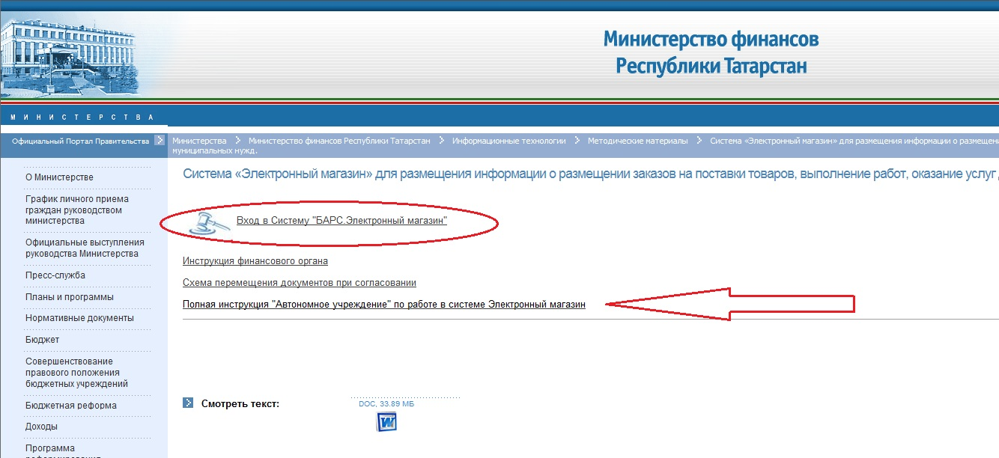 Министерство финансов
Республики Татарстан
МИНИСТЕРСТВА
Официальный Портал Правительства
Министерства
Министерство финансов Республики Татарстан
Информационные технологии
Методические материалы
Система «Электронный магазин» для размещения информации о
муниципальных нужд.
О Министерстве
График личного приема
граждан руководством
министерства
Официальные выступления
руководства Министерства
Пресс-служба
Планы и программы
Нормативные документы
Бюджет
Совершенствование
правового положения
бюджетных учреждений
Бюджетная реформа
Доходы
Программа
реформирования
Система «Электронный магазин» для размещения информации о размещении заказов на поставки товаров, выполнение работ, оказание услуг
Вход в Систему "БАРС.Электронный магазин"
Инструкция финансового органа
Схема перемещения документов при согласовании
Полная инструкция "Автономное учреждение" по работе в системе Электронный магазин
Смотреть текст:
DOC, 33.89 МБ
W